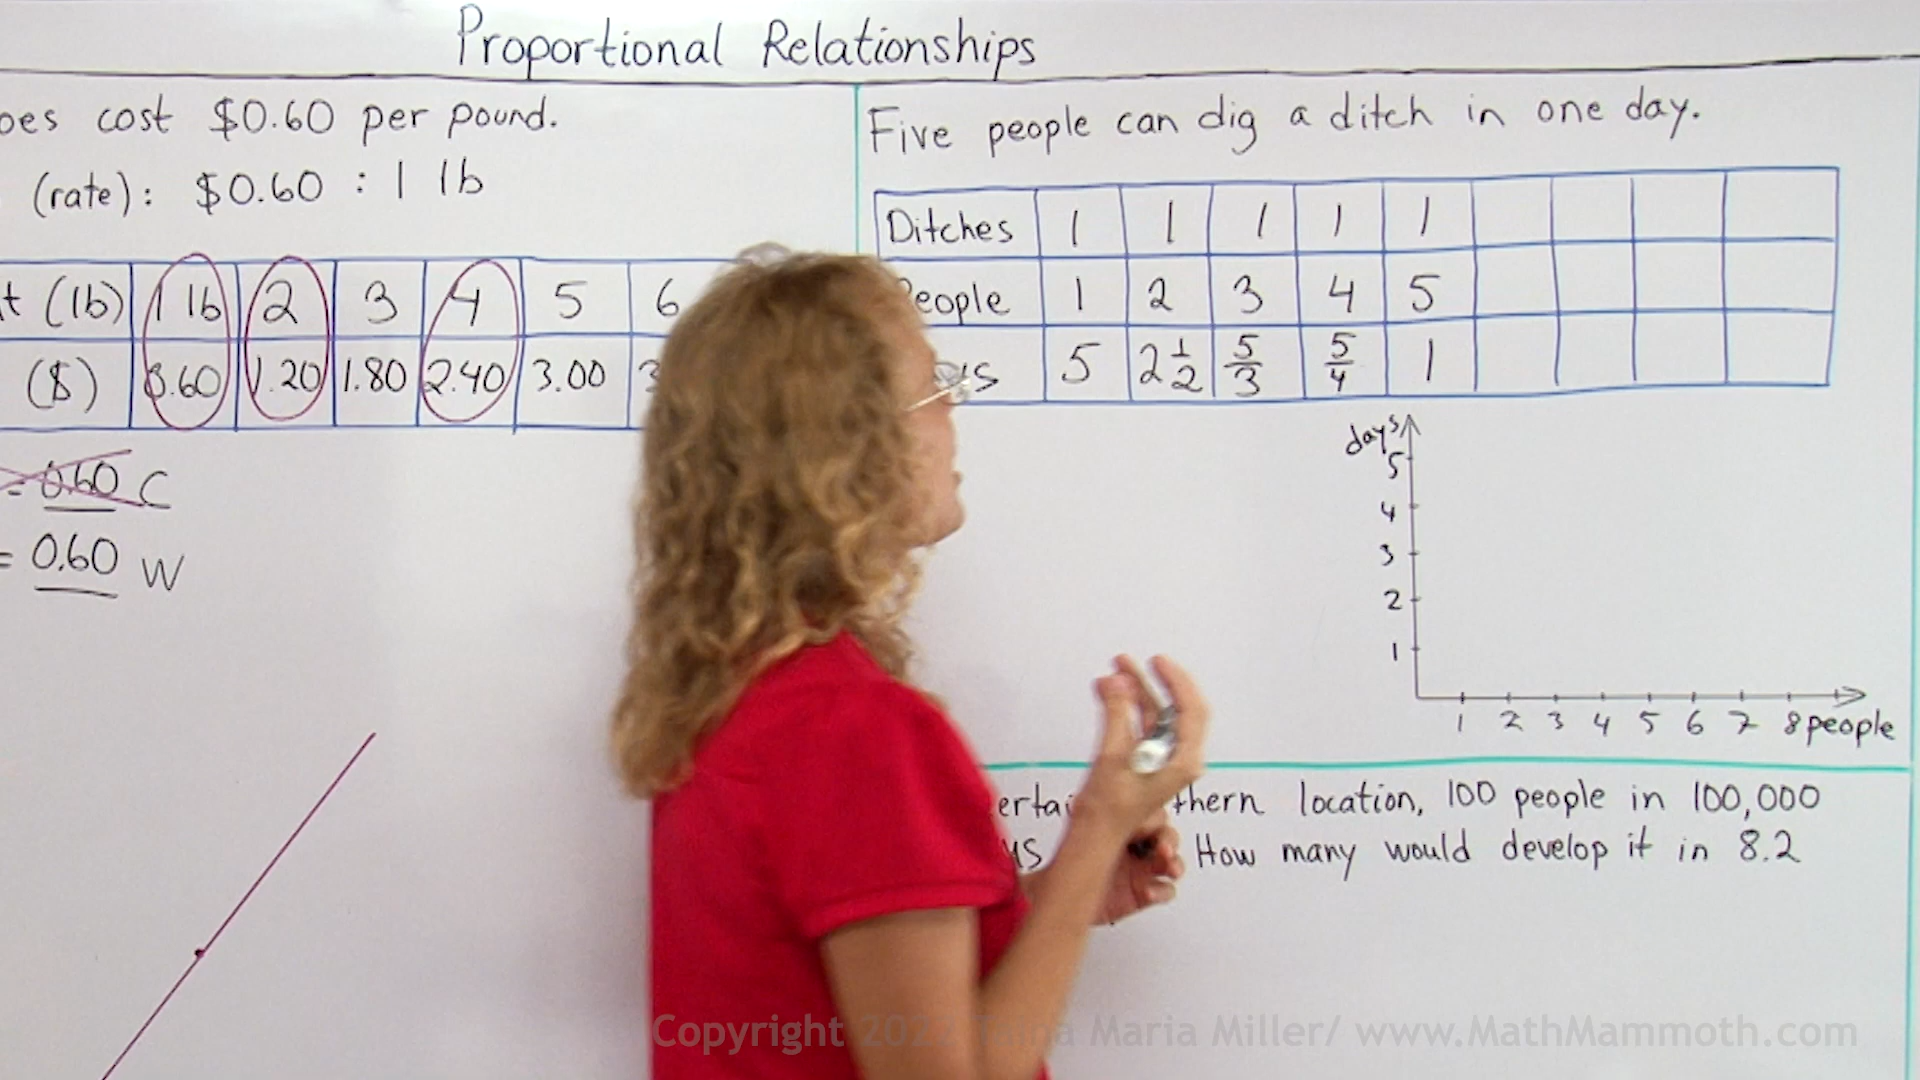 Proportional Relationships
cost $0.60 per pound.
(rate): $0.60 : 1 lb
(lb) 1 lb 2 3 4 5 6
($) 0.60 1.20 1.80 2.40 3.00
= 0.60 C
= 0.60 W
Five people can dig a ditch in one day.
Ditches 1 1 1 1 1
People 1 2 3 4 5
5 2 1/2 5/3 5/4 1
days
5
4
3
2
1
1 2 3 4 5 6 7 8 people
location, 100 people in 100,000
How many would develop it in 8.2
Copyright Maria Miller/ www.MathMammoth.com